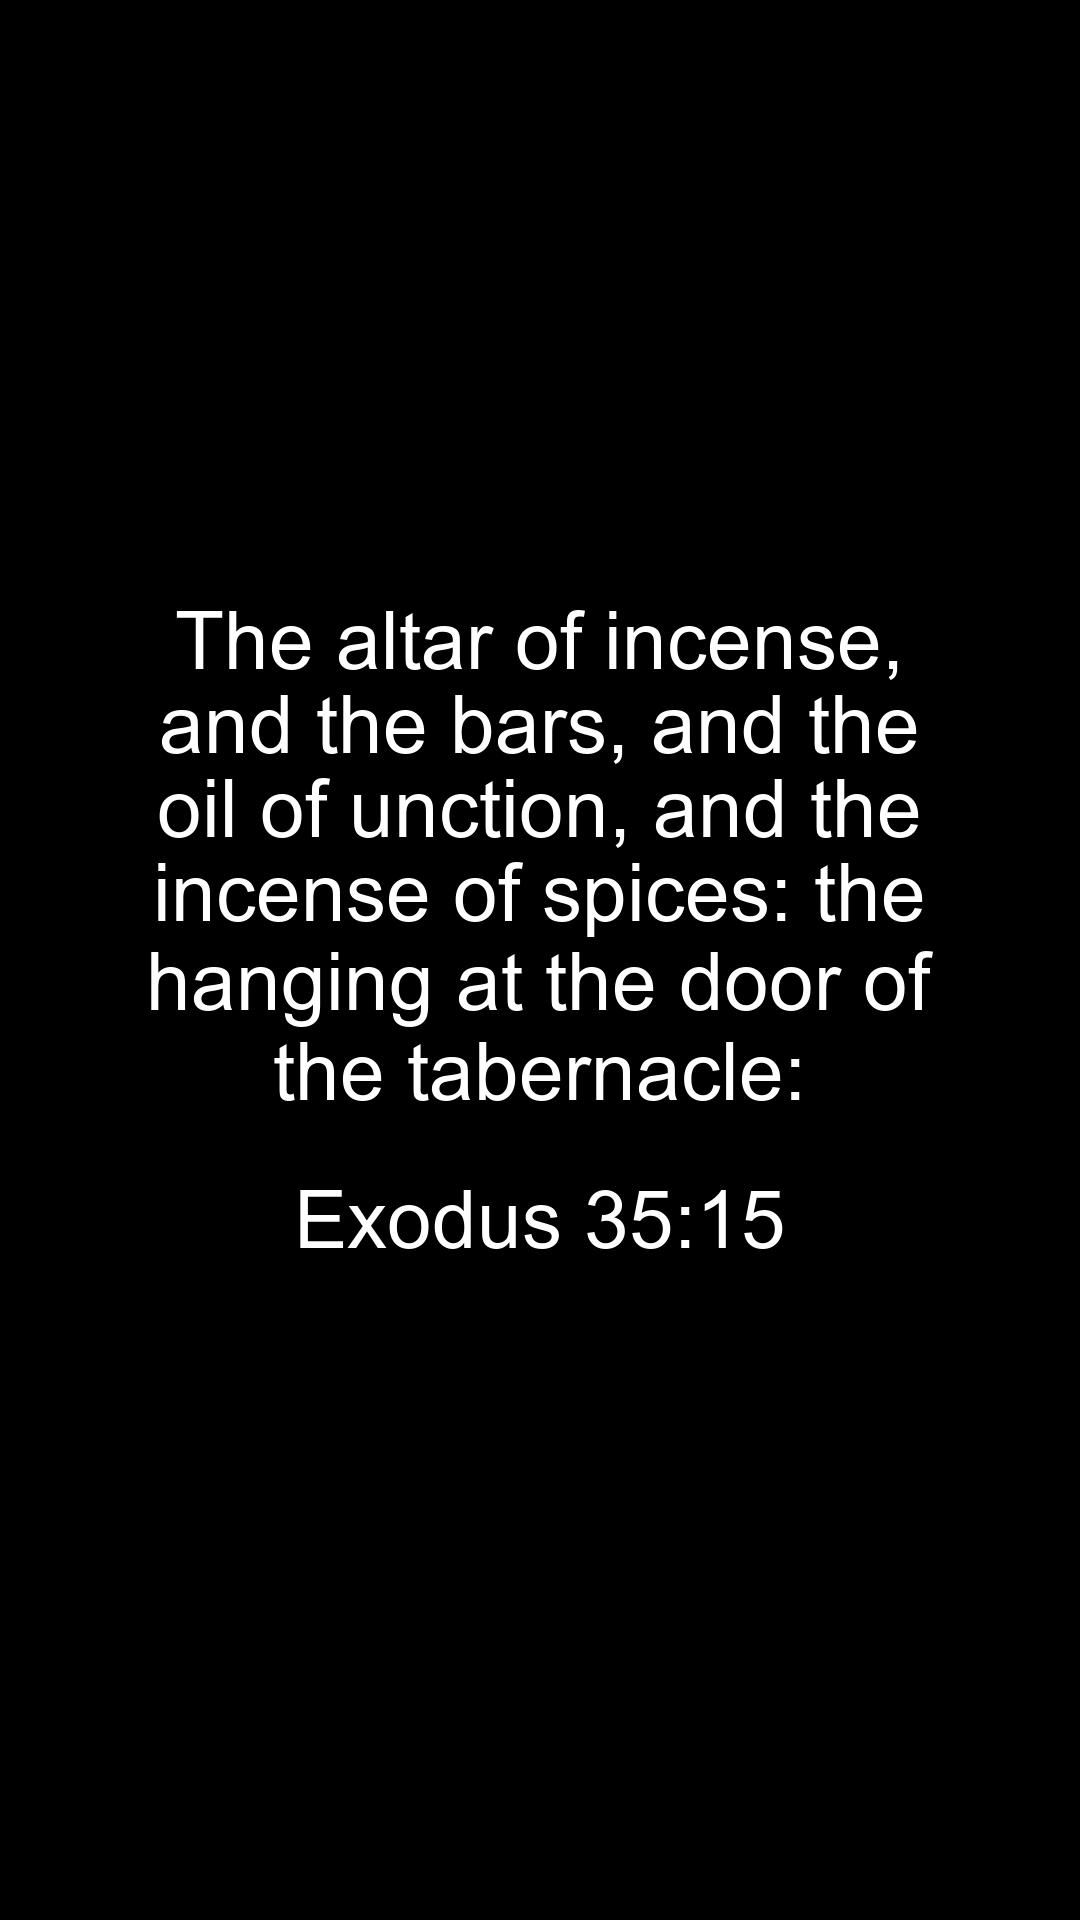 The altar of incense,
and the bars, and the
oil of unction, and the
incense of spices: the
hanging at the door of
the tabernacle:
Exodus 35:15